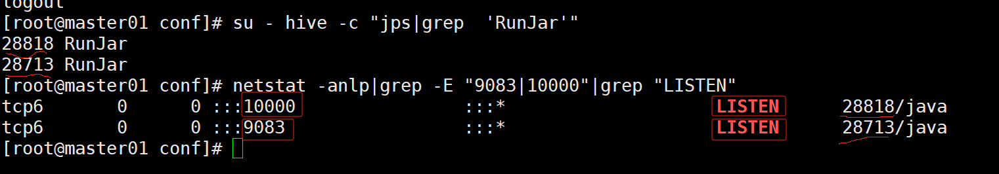 logout
[root@master01 conf]# su - hive -c "jps|grep  'RunJar'"
28818 RunJar
28713 RunJar
[root@master01 conf]# netstat -anlp|grep -E "9083|10000"|grep "LISTEN"
tcp6       0      0 :::10000                :::*                    LISTEN      28818/java
tcp6       0      0 :::9083                 :::*                    LISTEN      28713/java
[root@master01 conf]#